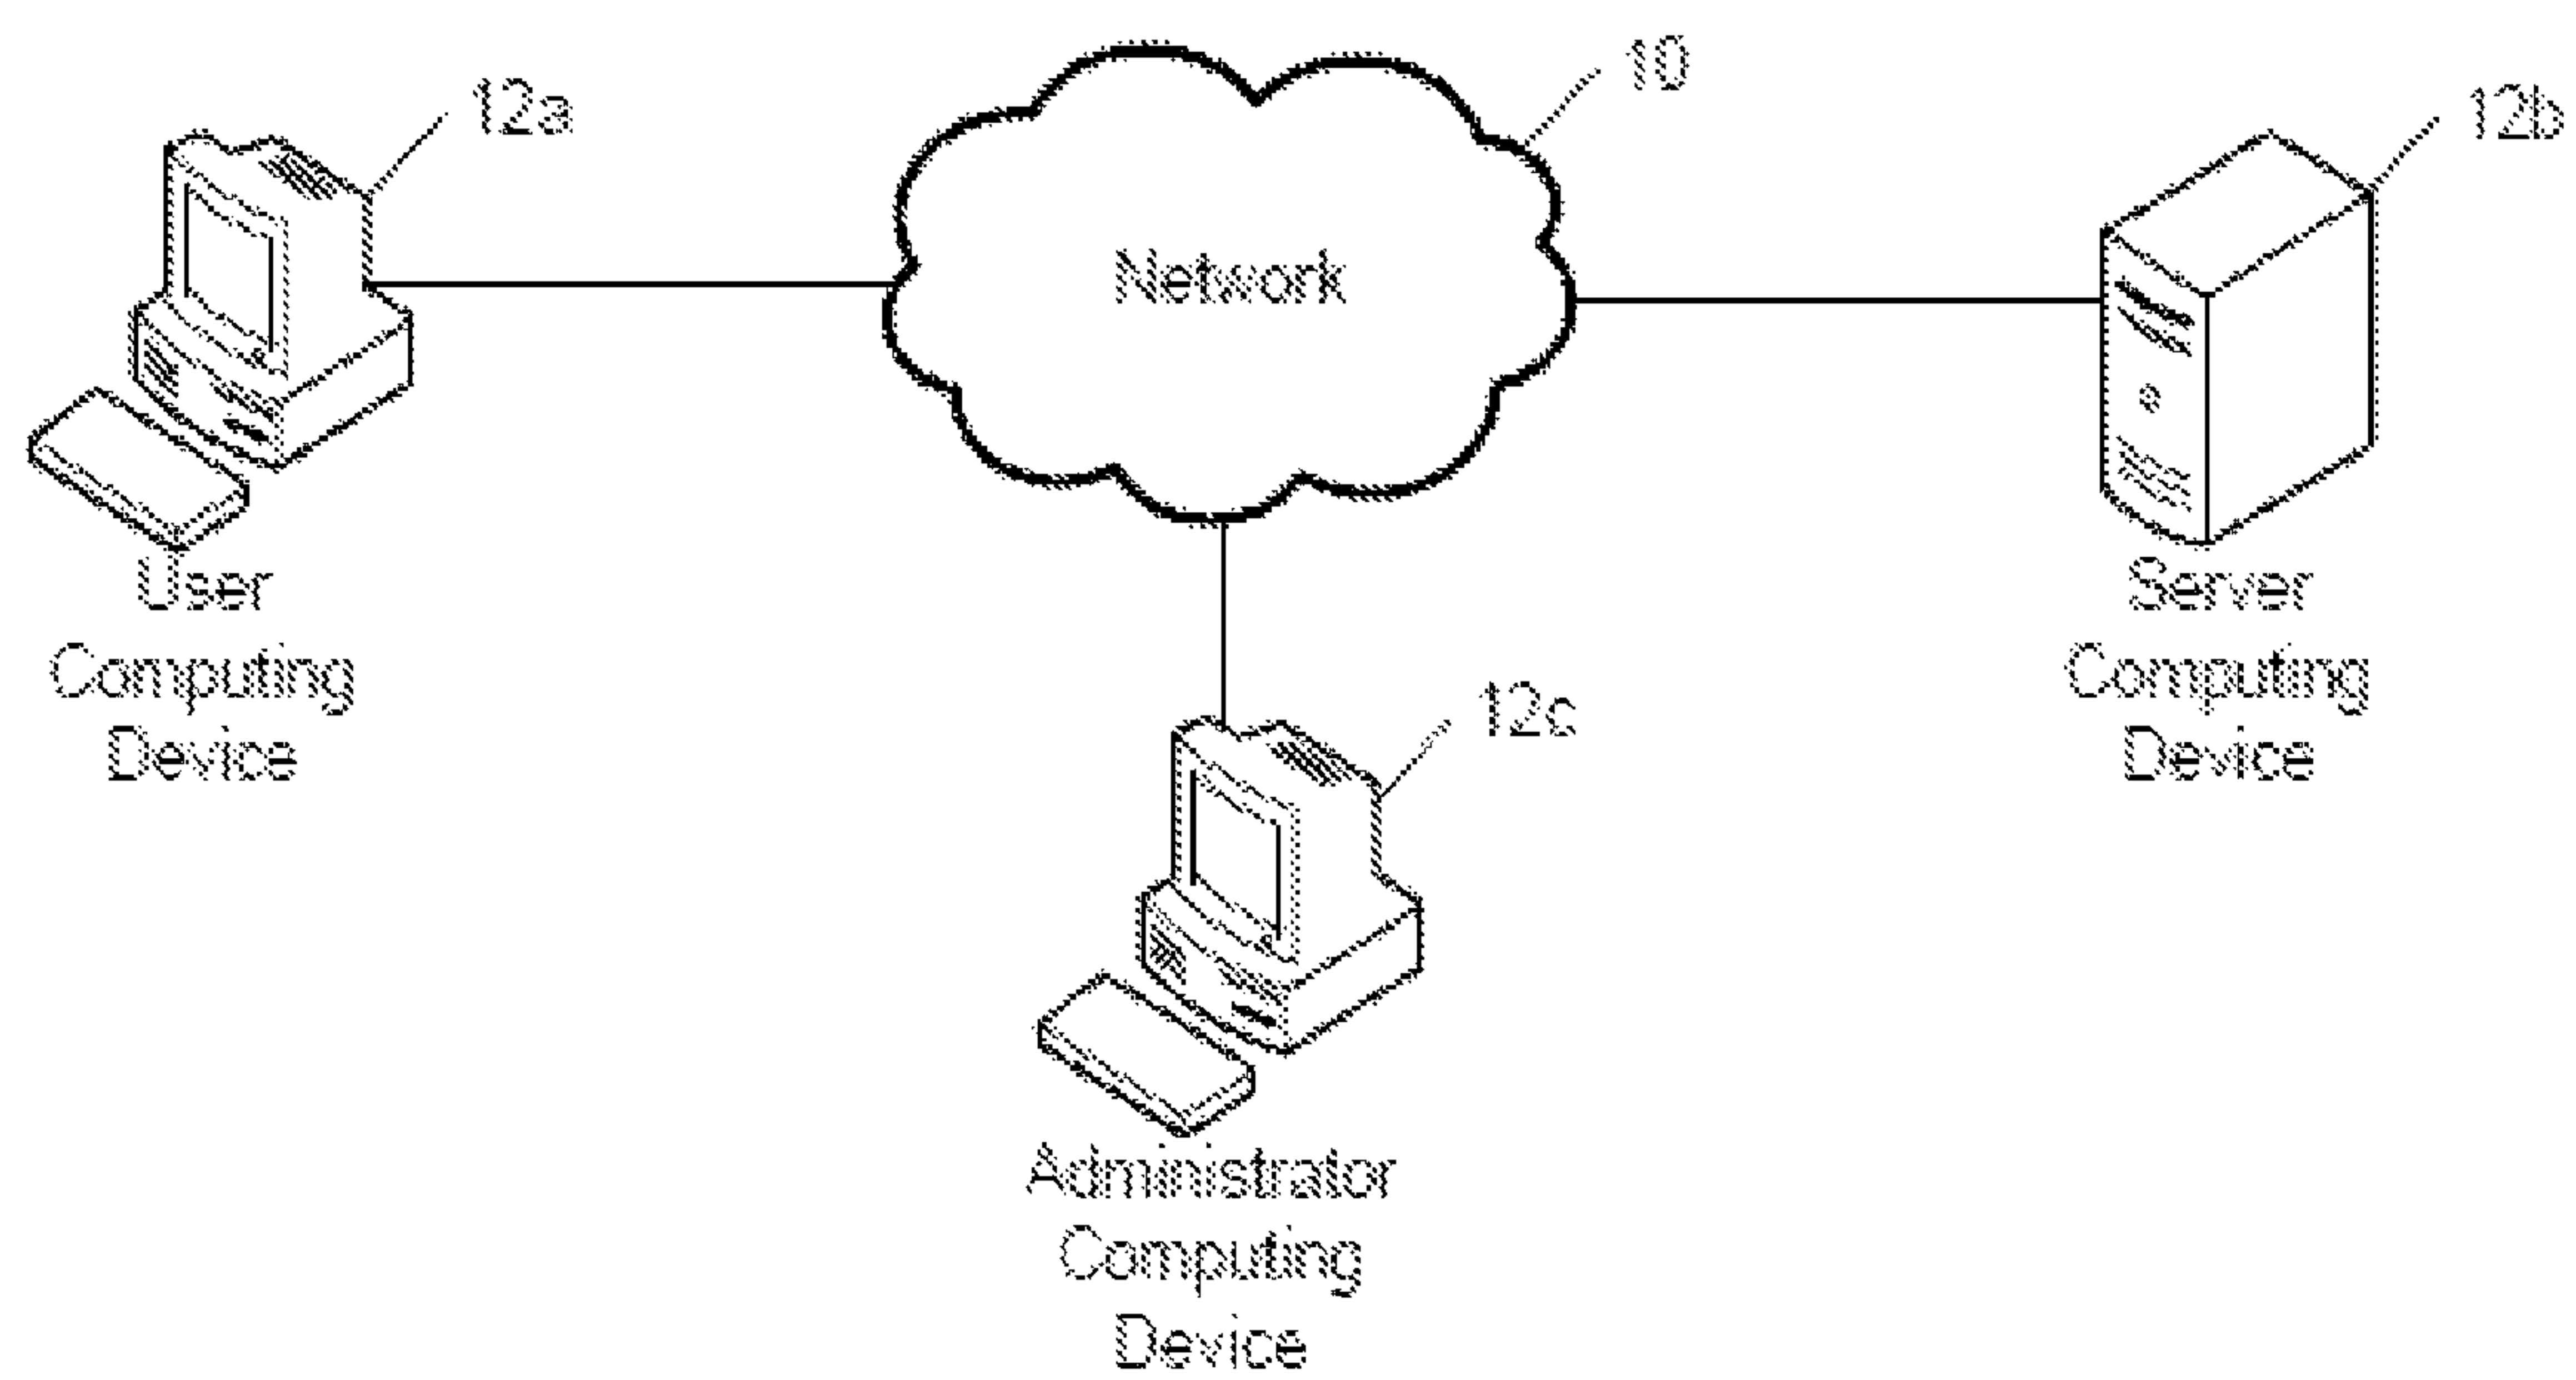 10
12a
12b
Network
User
Computing
Device
Server
Computing
Device
12c
Administrator
Computing
Device